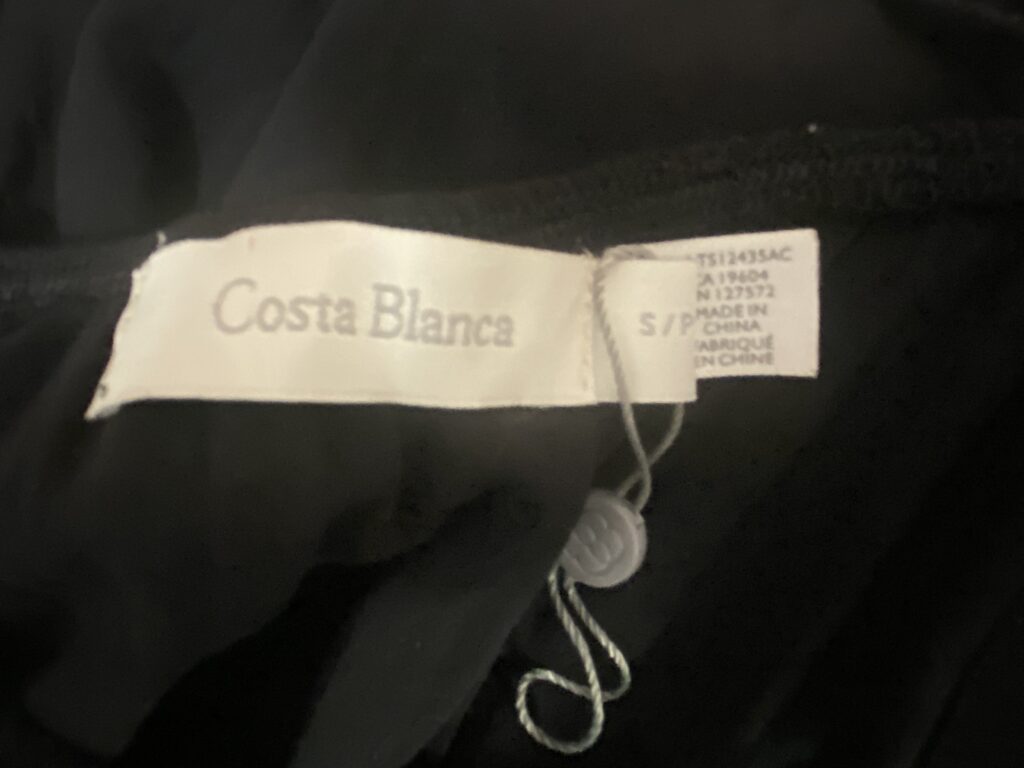 Costa Blanca
S / P
TS12435AC
CA 19604
N 127572
MADE IN
CHINA
FABRIQUÉ
EN CHINE